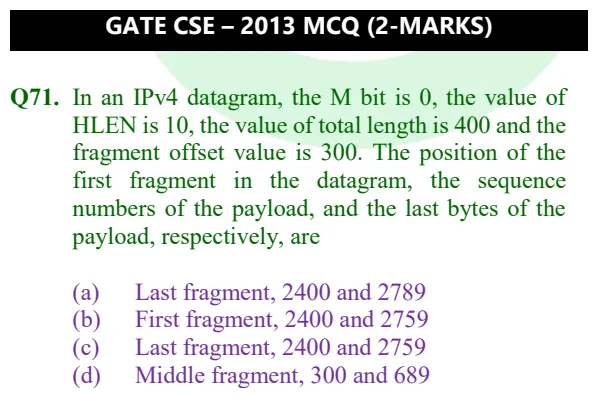 GATE CSE – 2013 MCQ (2-MARKS)
Q71. In an IPv4 datagram, the M bit is 0, the value of
HLEN is 10, the value of total length is 400 and the
fragment offset value is 300. The position of the
first fragment in the datagram, the sequence
numbers of the payload, and the last bytes of the
payload, respectively, are
(a) Last fragment, 2400 and 2789
(b) First fragment, 2400 and 2759
(c) Last fragment, 2400 and 2759
(d) Middle fragment, 300 and 689